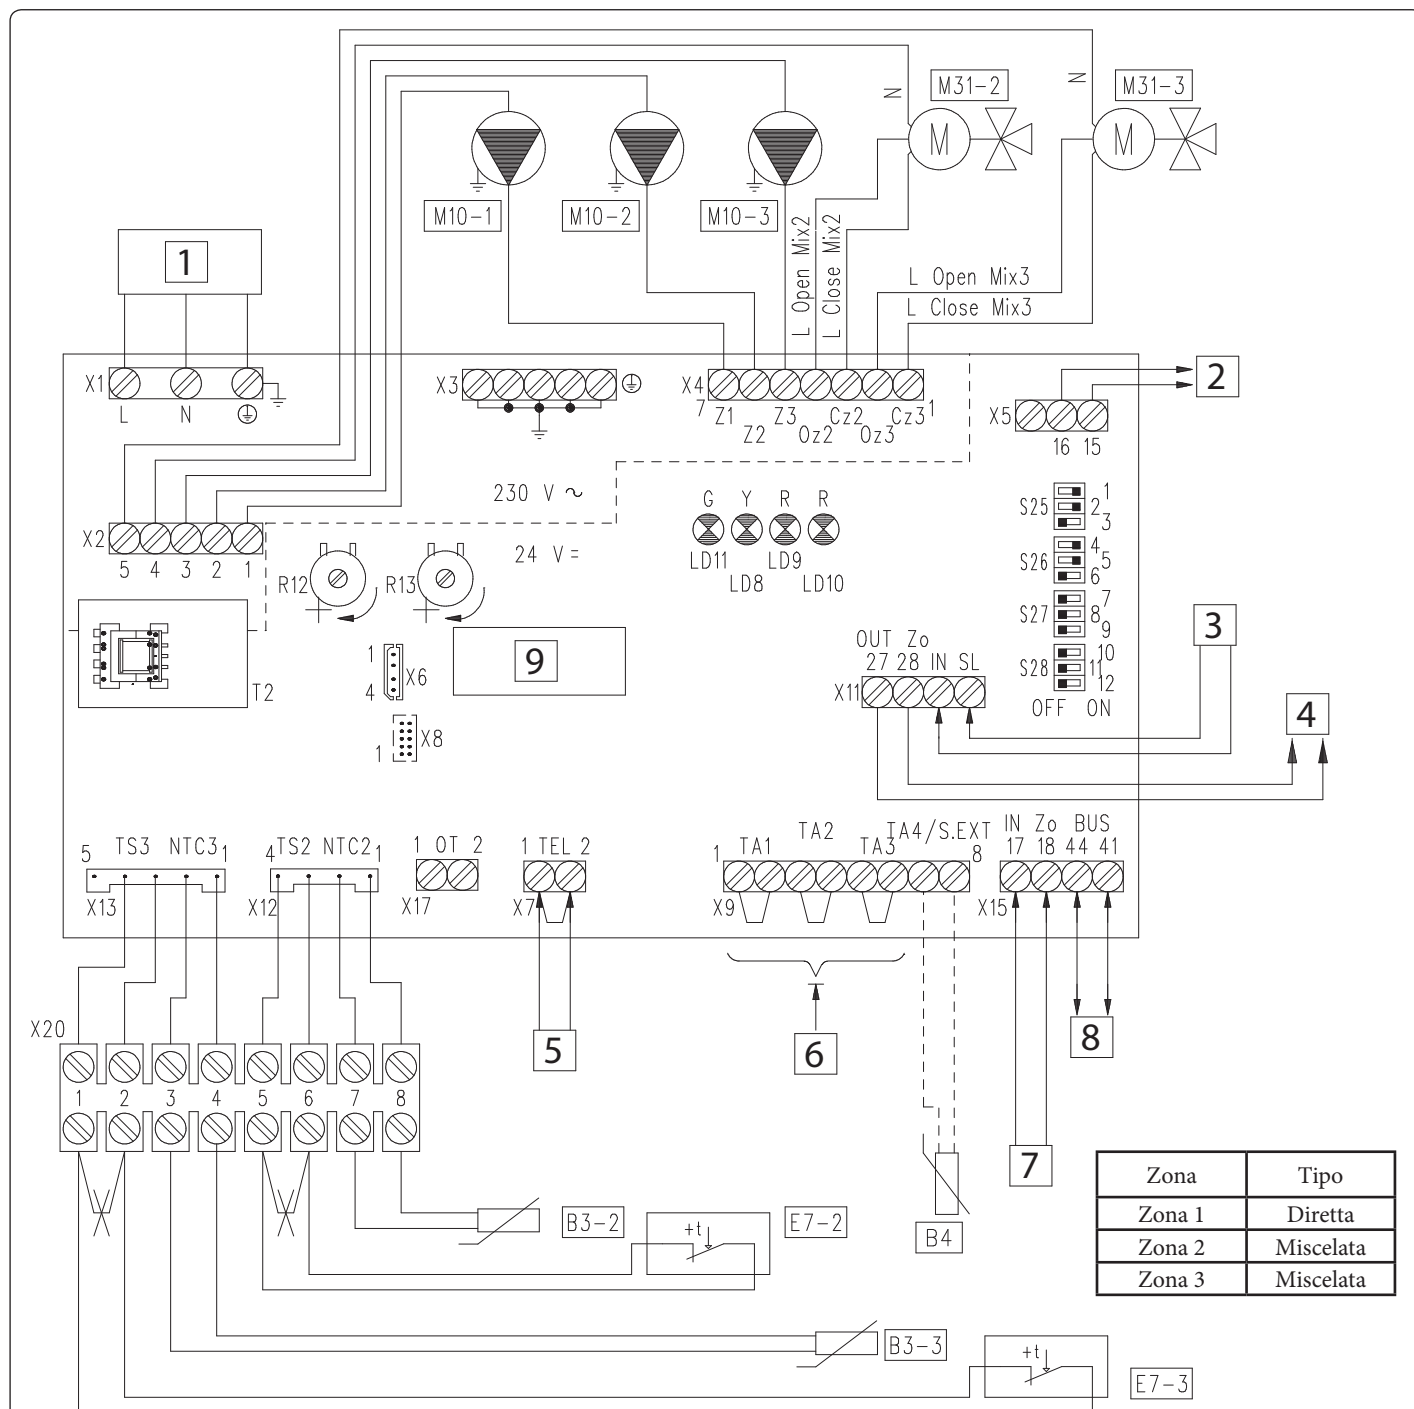 N
M31-2
N
M31-3
M
M
M10-1
M10-2
M10-3
L Open Mix2
L Close Mix2
L Open Mix3
L Close Mix3
1
X1
L
N
X3
X4
7
Z1
Z2
Z3
Oz2
Cz2
Oz3
Cz3
1
2
X5
16
15
230 V ~
24 V =
X2
5
4
3
2
1
R12
R13
G
Y
R
R
LD11
LD8
LD9
LD10
S25
1
2
3
S26
4
5
6
S27
7
8
9
S28
10
11
12
OFF ON
T2
1
4
X6
1
X8
9
OUT Zo
27 28 IN SL
X11
3
4
5
TS3 NTC3
1
X13
4
TS2 NTC2
1
X12
1 OT 2
X17
1 TEL 2
X7
1
TA1
TA2
TA3
TA4/S.EXT
8
X9
IN Zo BUS
17 18 44 41
X15
5
6
7
8
X20
1
2
3
4
5
6
7
8
B3-2
+t
E7-2
B4
B3-3
+t
E7-3
Zona Tipo
Zona 1 Diretta
Zona 2 Miscelata
Zona 3 Miscelata